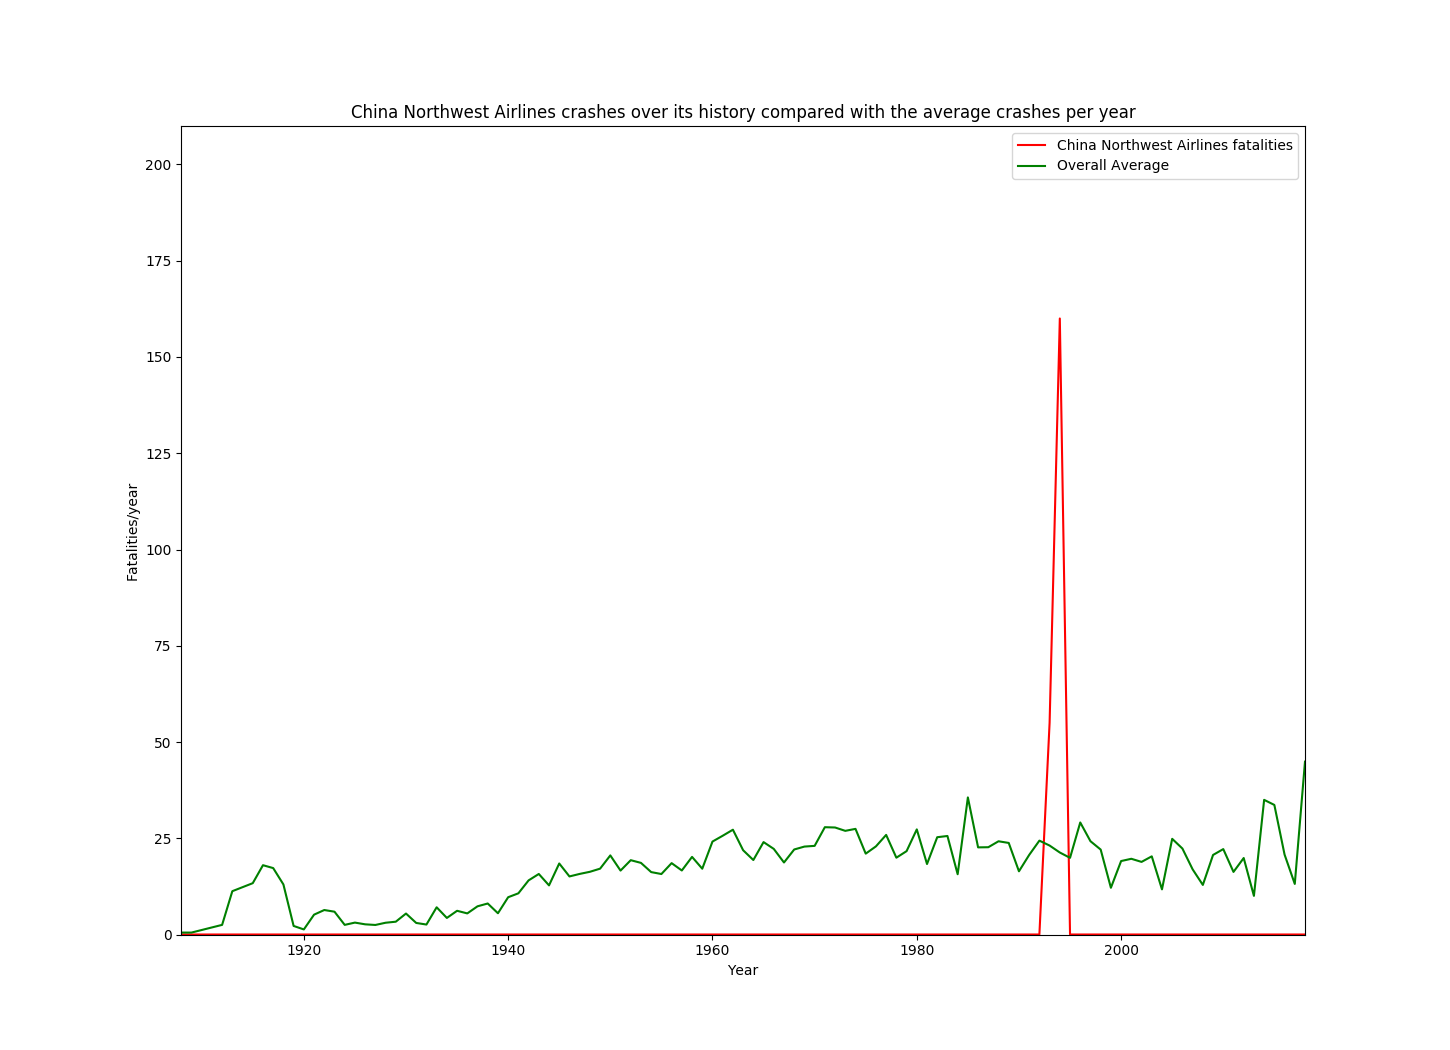 China Northwest Airlines crashes over its history compared with the average crashes per year
China Northwest Airlines fatalities
Overall Average
200
175
150
125
100
75
50
25
0
Fatalities/year
1920 1940 1960 1980 2000
Year